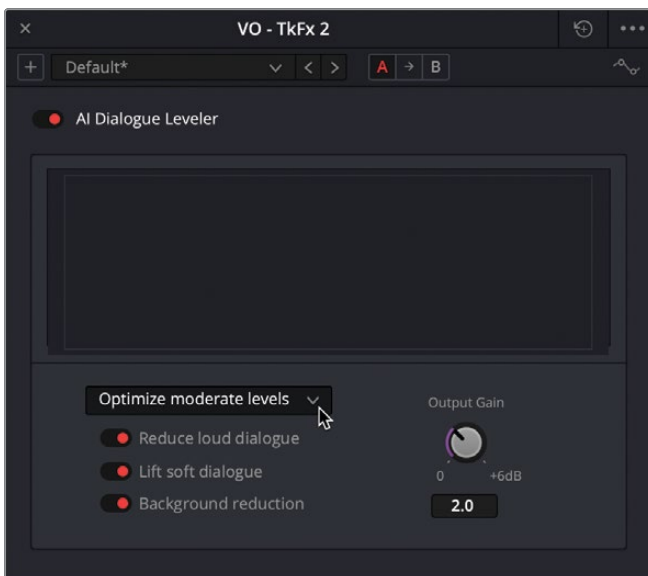 VO - TkFx 2
Default*
A B
AI Dialogue Leveler
Optimize moderate levels
Reduce loud dialogue
Lift soft dialogue
Background reduction
Output Gain
0 +6dB
2.0